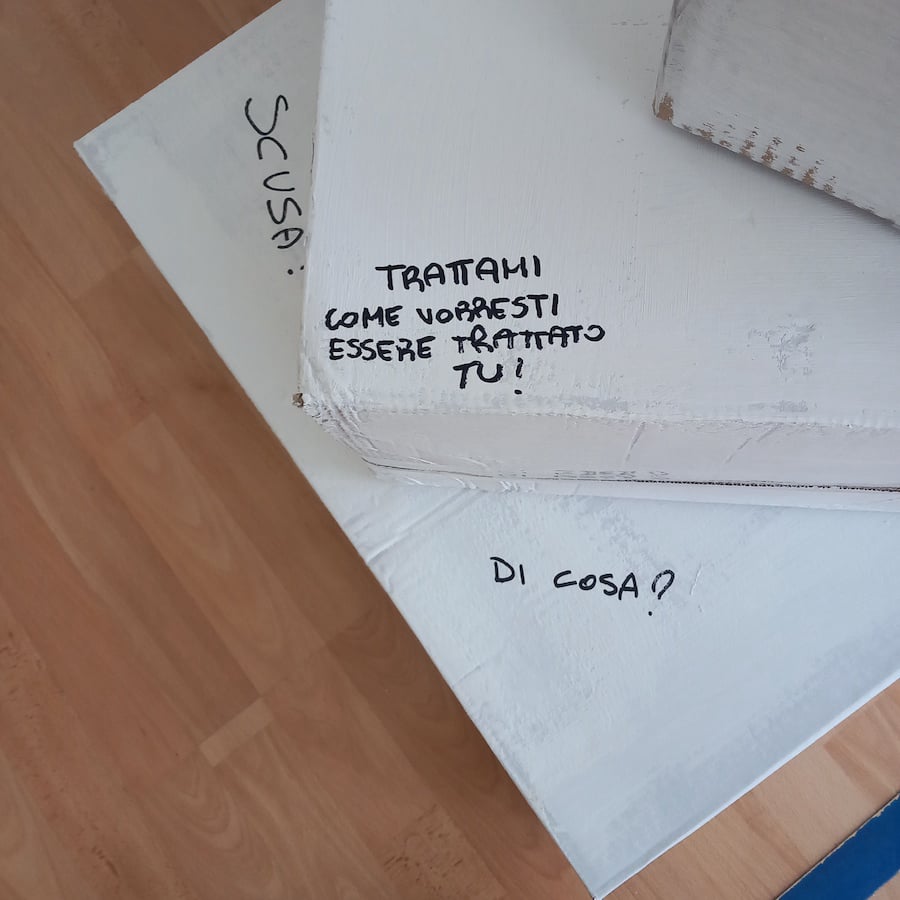 SCUSA!
TRATTAMI
COME VORRESTI
ESSERE TRATTATO
TU!
DI COSA?